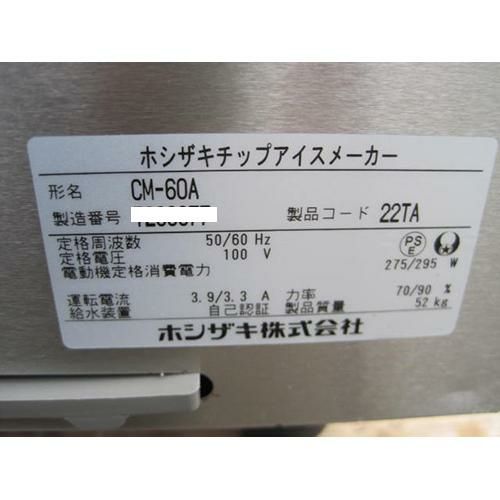 ホシザキチップアイスメーカー
形名 CM-60A
製造番号 製品コード 22TA
定格周波数 50/60 Hz
定格電圧 100 V
電動機定格消費電力 275/295 W
PSE
運転電流 3.9/3.3 A 力率 70/90 %
給水装置 自己認証 製品質量 52 kg
ホシザキ株式会社